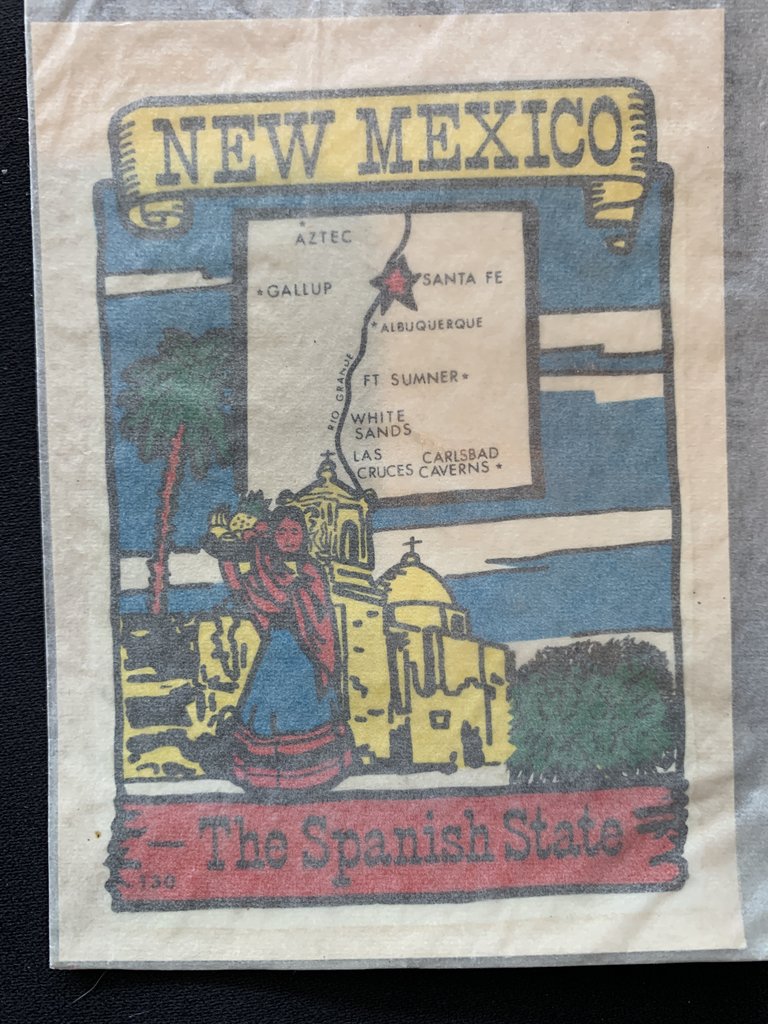 NEW MEXICO
* AZTEC
* GALLUP
SANTA FE
* ALBUQUERQUE
RIO GRANDE
FT SUMNER *
WHITE
SANDS
LAS
CRUCES
CARLSBAD
CAVERNS *
— The Spanish State
130